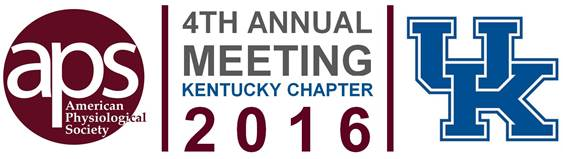 aps
American
Physiological
Society
4TH ANNUAL
MEETING
KENTUCKY CHAPTER
2016
UK